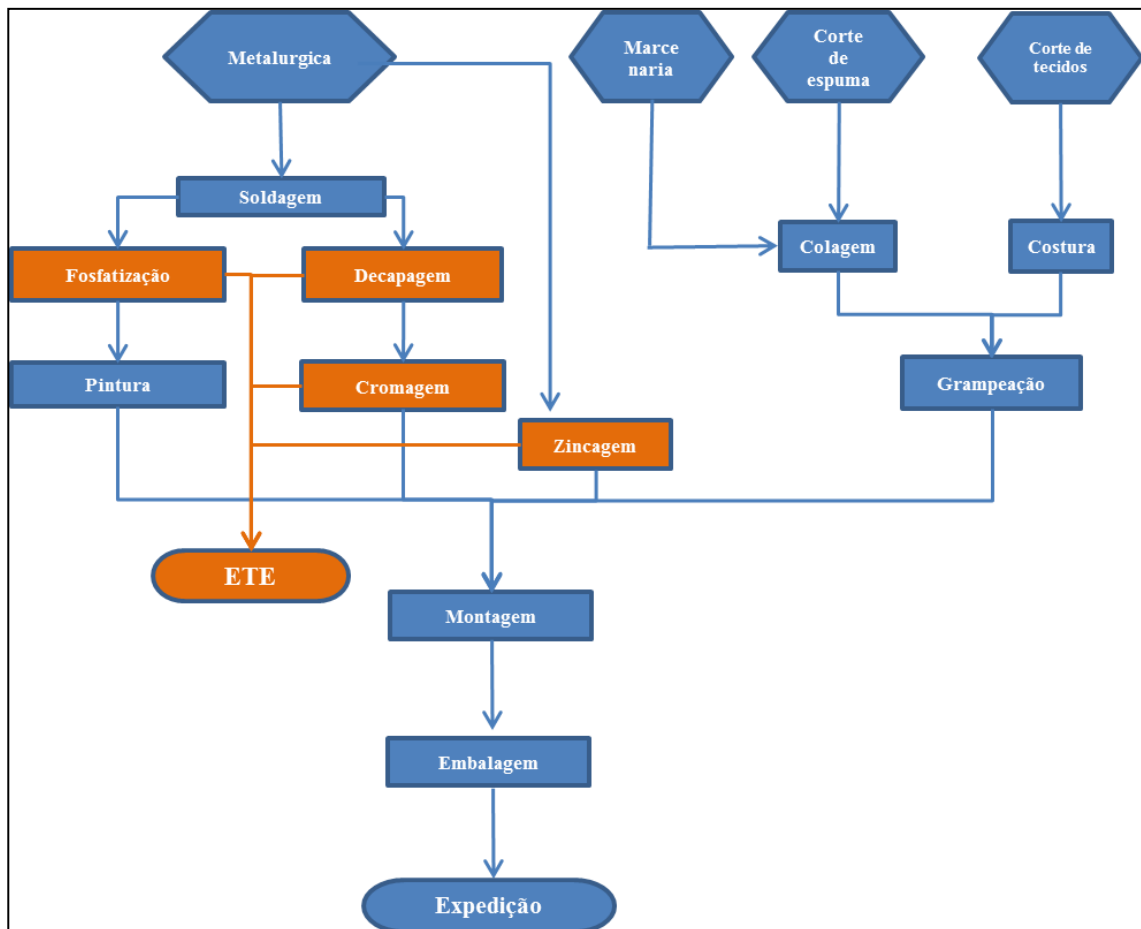 Metalurgica
Marce
naria
Corte
de
espuma
Corte de
tecidos
Soldagem
Fosfatização
Decapagem
Colagem
Costura
Pintura
Cromagem
Grampeação
Zincagem
ETE
Montagem
Embalagem
Expedição